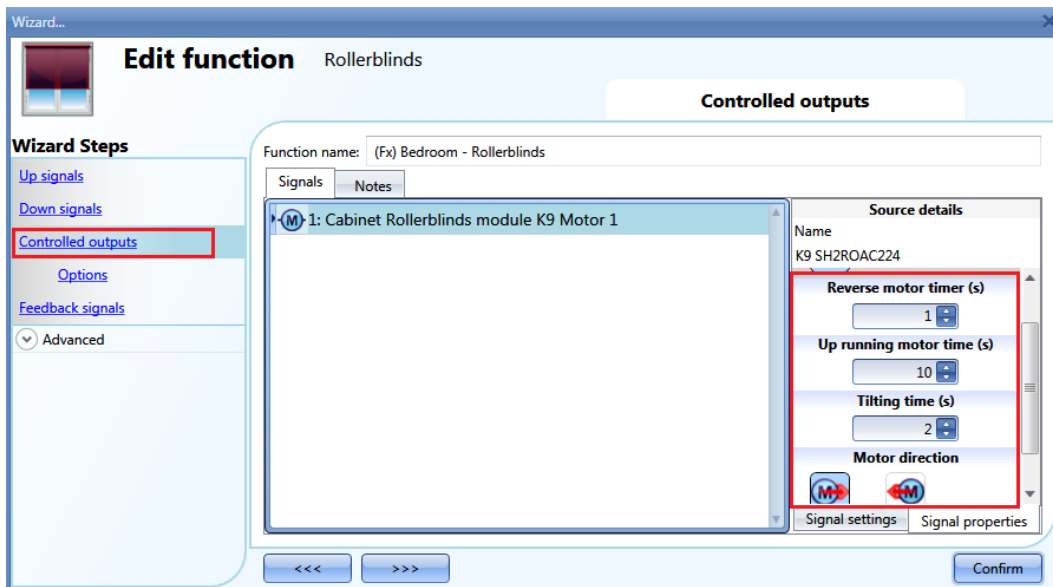 Wizard...
Edit function Rollerblinds
Controlled outputs
Wizard Steps
Up signals
Down signals
Controlled outputs
Options
Feedback signals
Advanced
Function name: (Fx) Bedroom - Rollerblinds
Signals Notes
M 1: Cabinet Rollerblinds module K9 Motor 1
Source details
Name
K9 SH2ROAC224
Reverse motor timer (s)
1
Up running motor time (s)
10
Tilting time (s)
2
Motor direction
M M
Signal settings Signal properties
<<< >>> Confirm